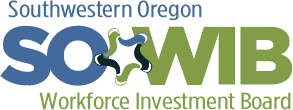 Southwestern Oregon
SOWIB
Workforce Investment Board